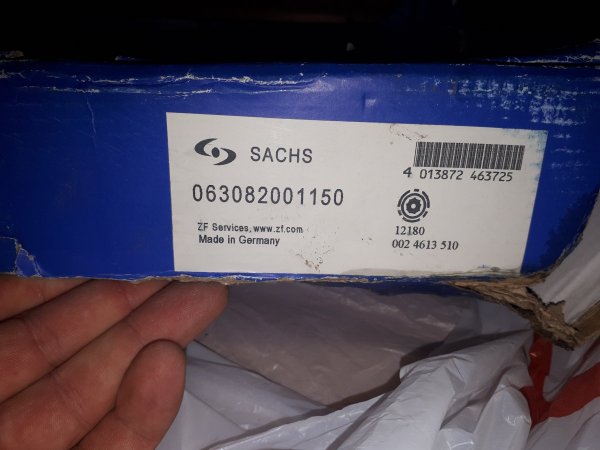 SACHS
4 013872 463725
063082001150
ZF Services, www.zf.com
Made in Germany
12180
002 4613 510